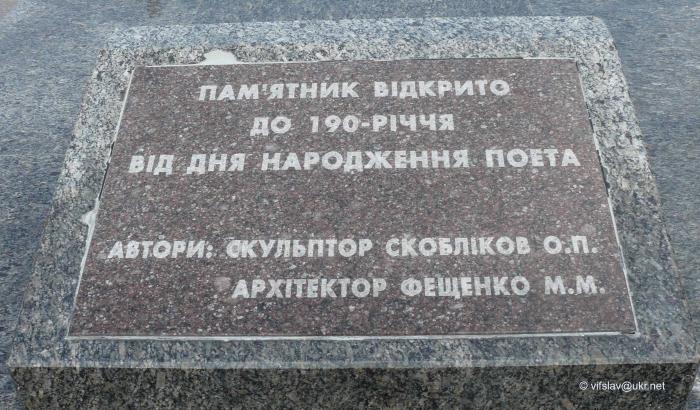 ПАМ'ЯТНИК ВІДКРИТО
ДО 190-РІЧЧЯ
ВІД ДНЯ НАРОДЖЕННЯ ПОЕТА
АВТОРИ: СКУЛЬПТОР СКОБЛІКОВ О.П.
АРХІТЕКТОР ФЕЩЕНКО М.М.
© vifslav@ukr.net